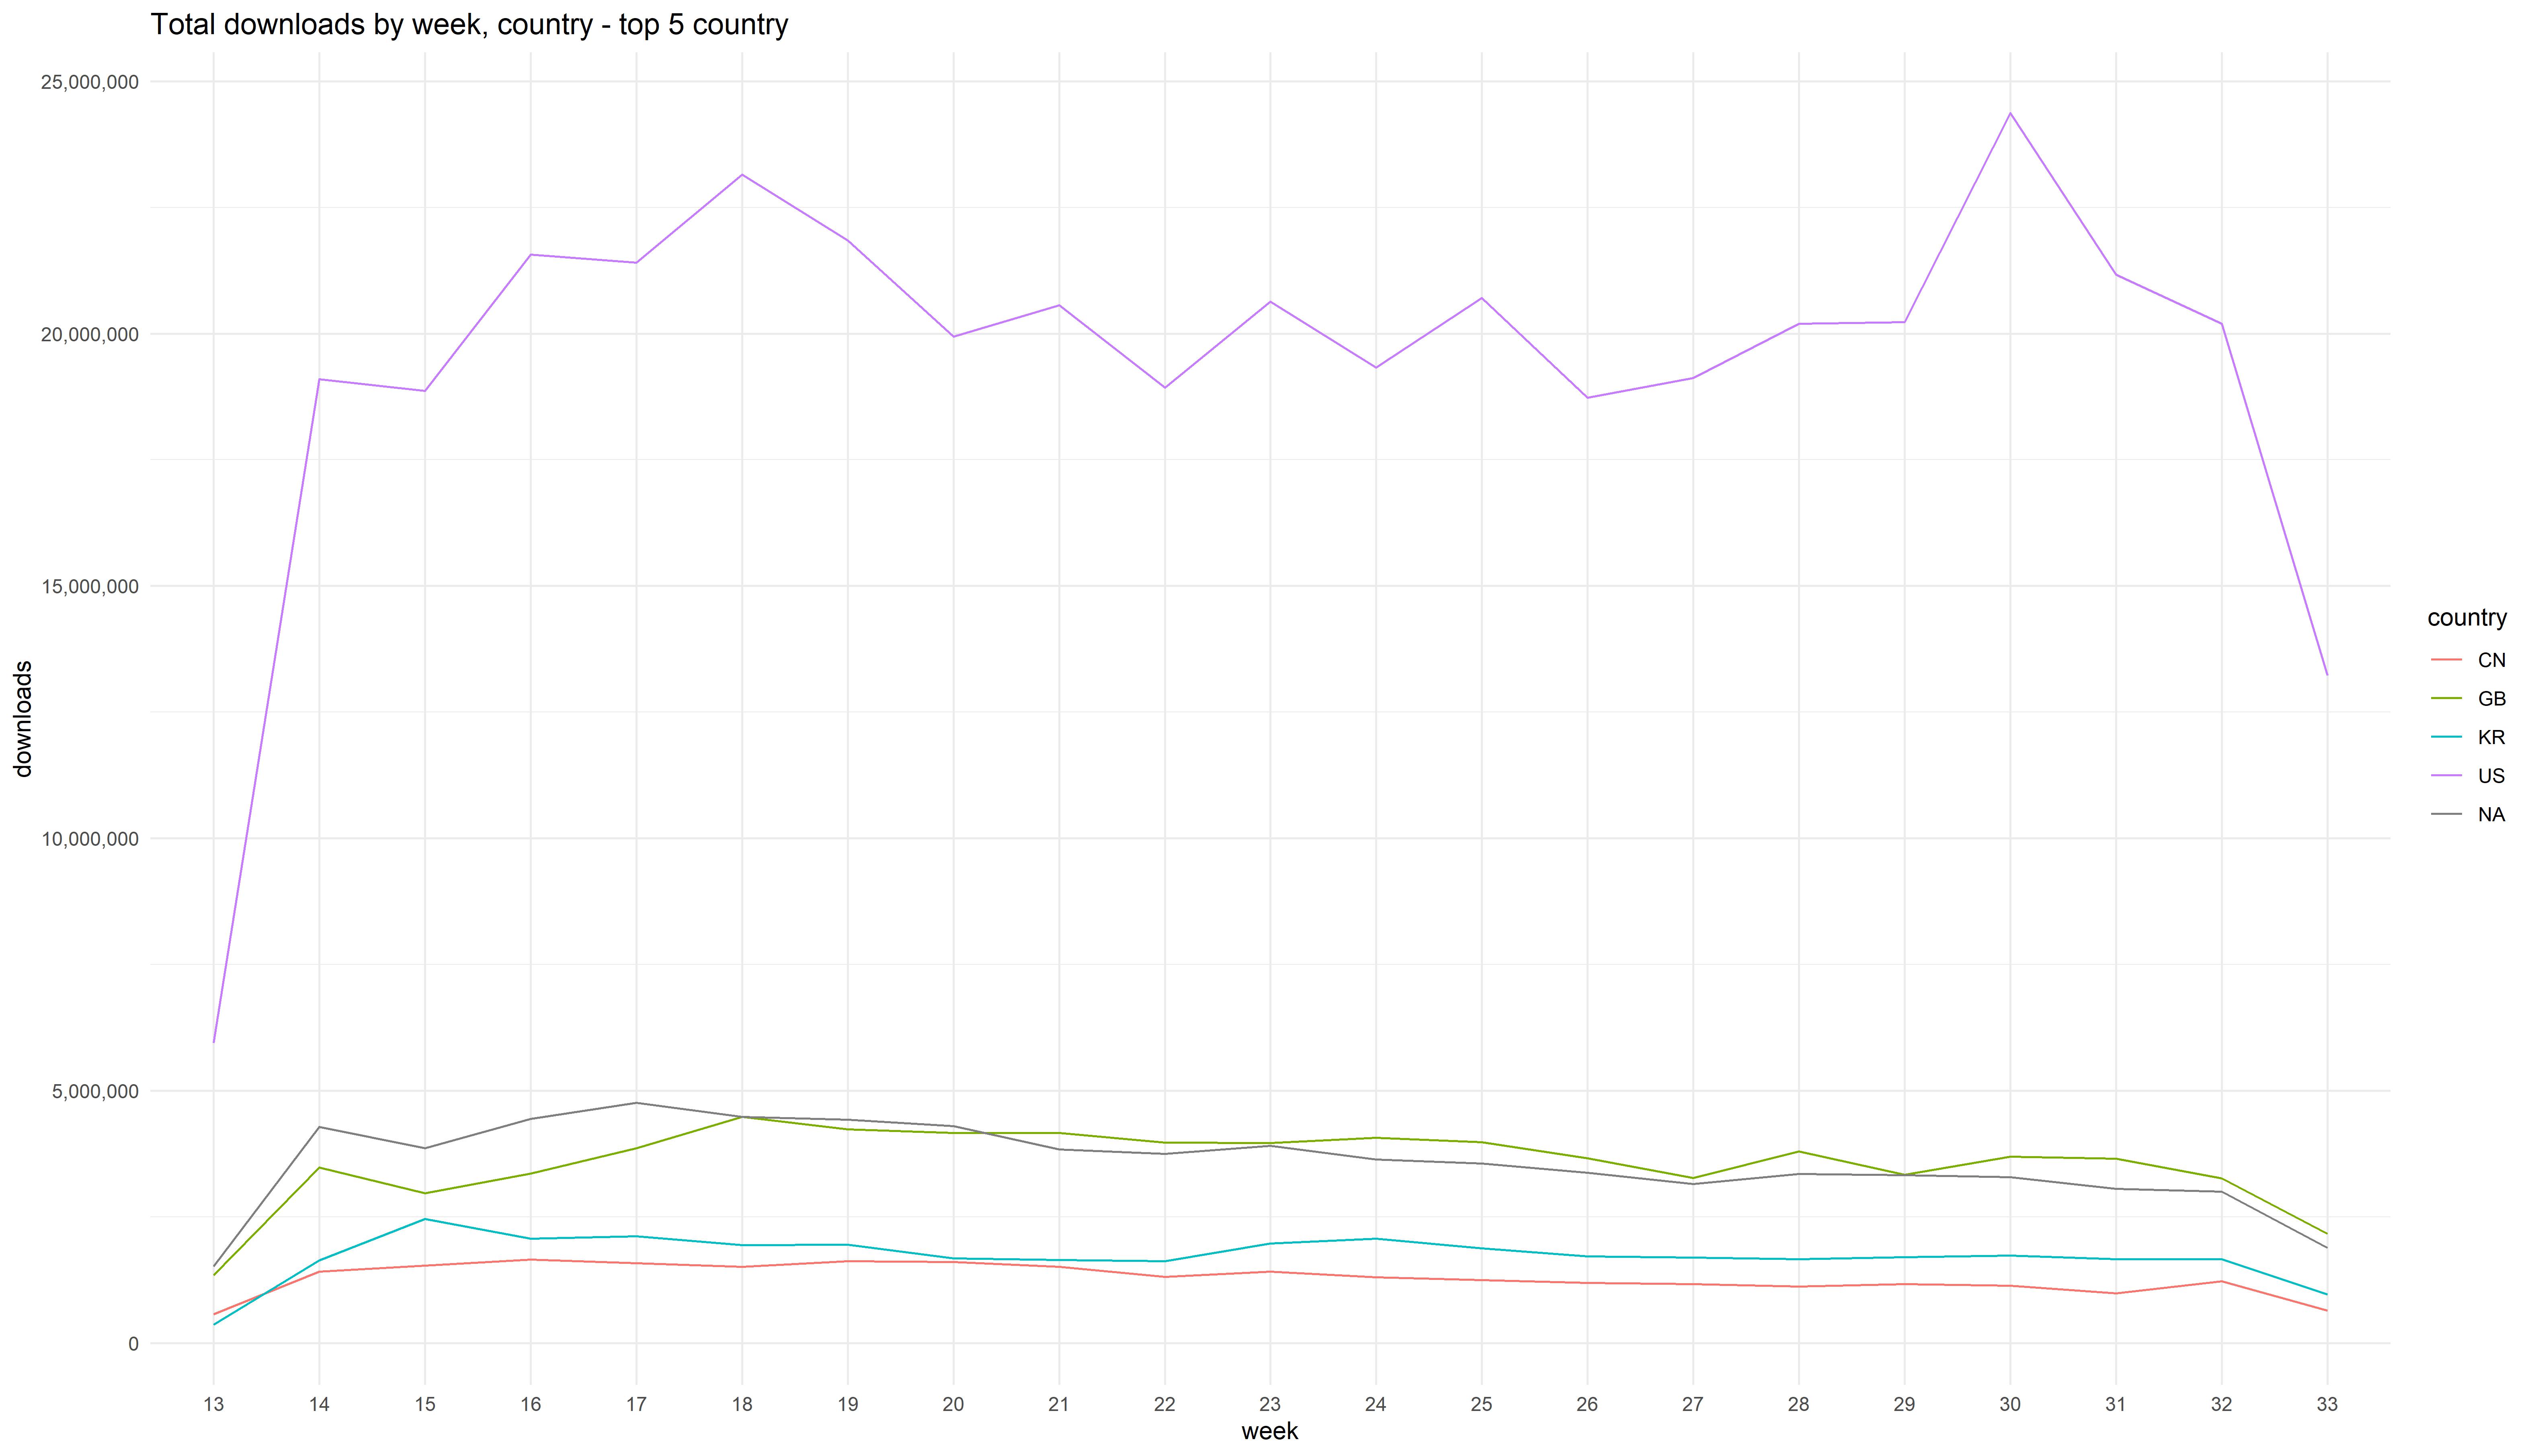 Total downloads by week, country - top 5 country
25,000,000
20,000,000
15,000,000
10,000,000
5,000,000
0
downloads
13 14 15 16 17 18 19 20 21 22 23 24 25 26 27 28 29 30 31 32 33
week
country
CN
GB
KR
US
NA